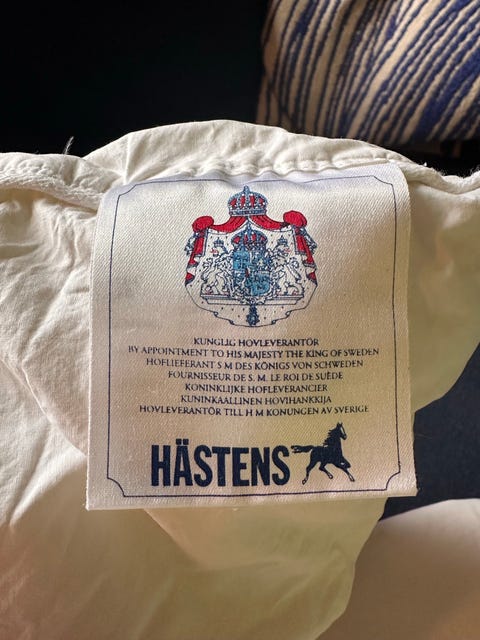 KUNGLIG HOVLEVERANTÖR
BY APPOINTMENT TO HIS MAJESTY THE KING OF SWEDEN
HOFLIEFERANT S M DES KÖNIGS VON SCHWEDEN
FOURNISSEUR DE S. M. LE ROI DE SUÈDE
KONINKLIJKE HOFLEVERANCIER
KUNINKAALLINEN HOVIHANKKIJA
HOVLEVERANTÖR TILL H M KONUNGEN AV SVERIGE
HÄSTENS